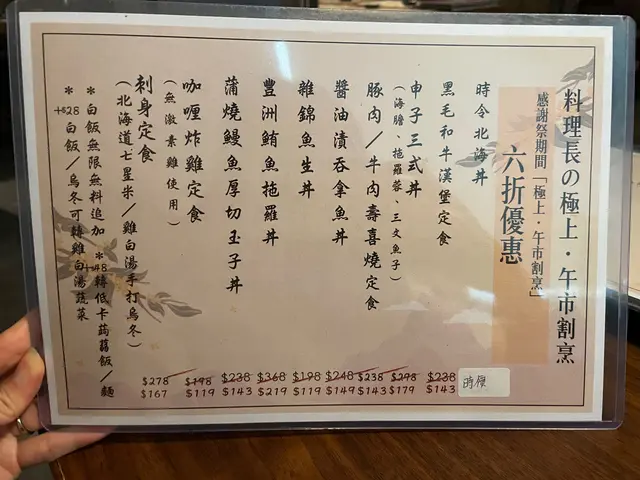 料理長の極上・午市割烹
感謝祭期間「極上・午市割烹」
六折優惠
時令北海丼 時價
黑毛和牛漢堡定食 $238 $143
申子三式丼 $298 $179
(海膽、拖羅蓉、三文魚子)
豚肉/牛肉壽喜燒定食 $238 $143
醬油漬吞拿魚丼 $248 $149
雜錦魚生丼 $198 $119
豐洲鮪魚拖羅丼 $368 $219
蒲燒鰻魚厚切玉子丼 $238 $143
咖喱炸雞定食 $198 $119
(無激素雞使用)
刺身定食 $278 $167
(北海道七星米/雞白湯手打烏冬)
*白飯無限無料追加 *+$48轉低卡蒟蒻飯/麵
*+$28白飯/烏冬可轉雞白湯蔬菜